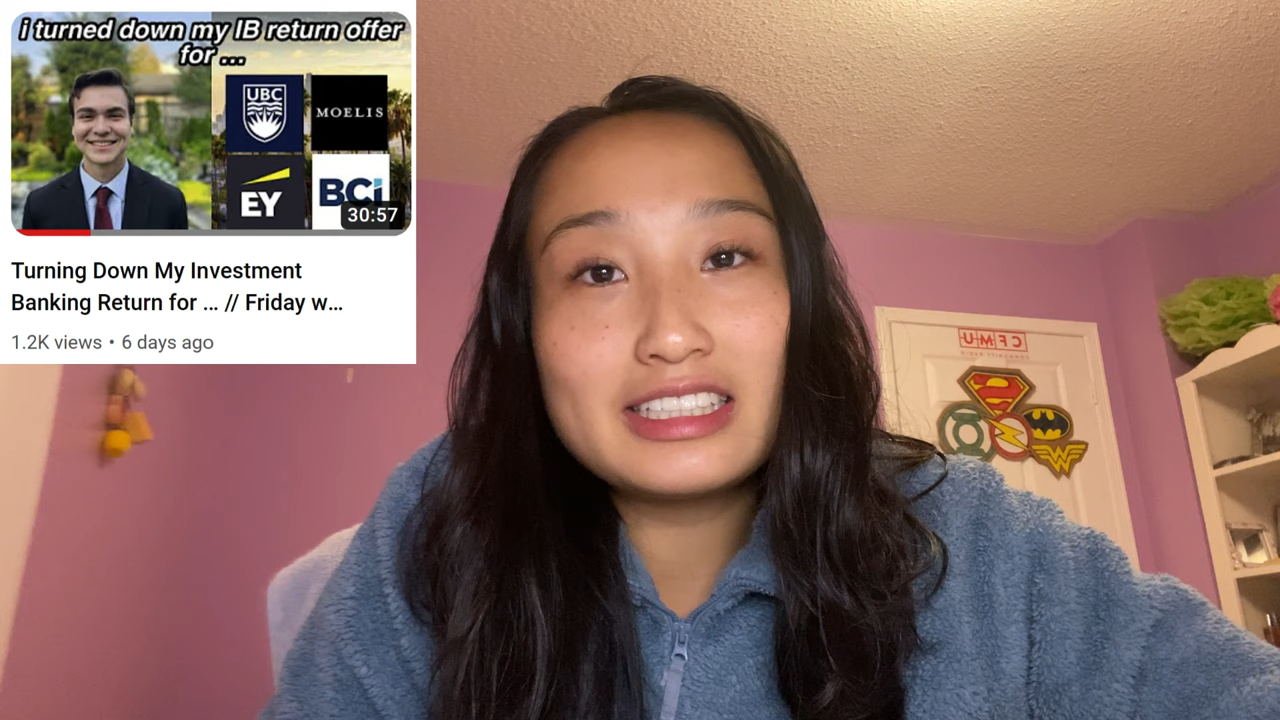 i turned down my IB return offer
for ...
UBC
MOELIS
EY
BCi
30:57
Turning Down My Investment
Banking Return for ... // Friday w...
1.2K views • 6 days ago
CFMU